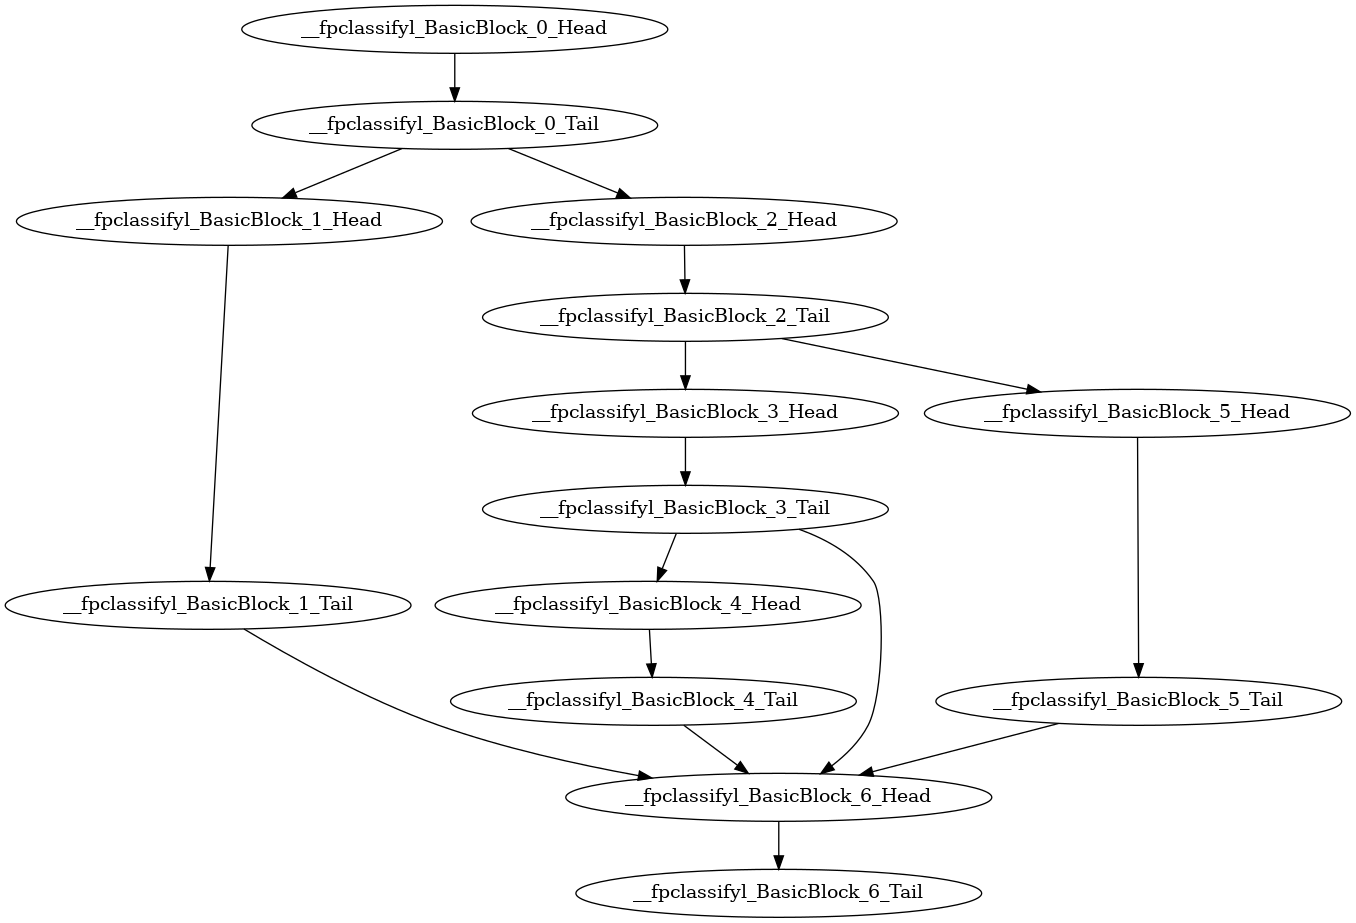 __fpclassifyl_BasicBlock_0_Head
__fpclassifyl_BasicBlock_0_Tail
__fpclassifyl_BasicBlock_1_Head
__fpclassifyl_BasicBlock_2_Head
__fpclassifyl_BasicBlock_2_Tail
__fpclassifyl_BasicBlock_3_Head
__fpclassifyl_BasicBlock_5_Head
__fpclassifyl_BasicBlock_3_Tail
__fpclassifyl_BasicBlock_1_Tail
__fpclassifyl_BasicBlock_4_Head
__fpclassifyl_BasicBlock_4_Tail
__fpclassifyl_BasicBlock_5_Tail
__fpclassifyl_BasicBlock_6_Head
__fpclassifyl_BasicBlock_6_Tail